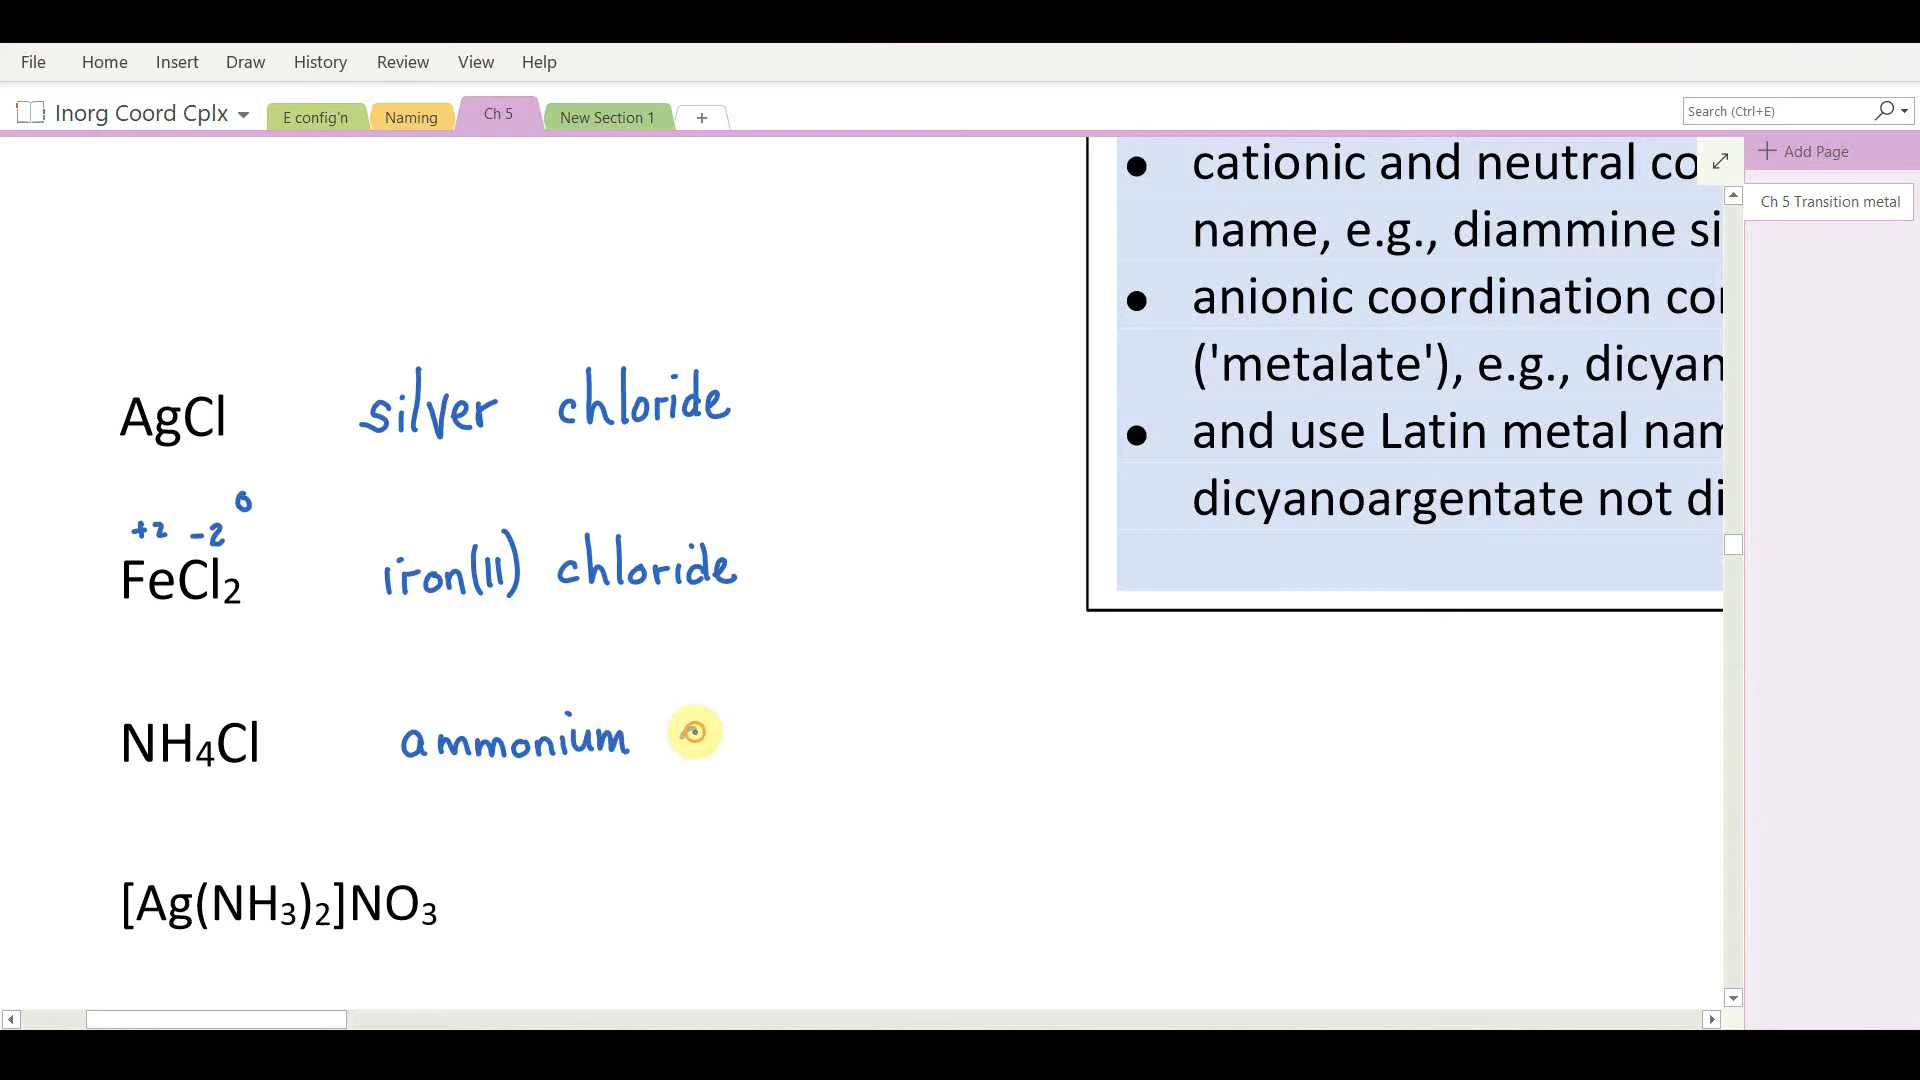 File Home Insert Draw History Review View Help
Inorg Coord Cplx E config'n Naming Ch 5 New Section 1 + Search (Ctrl+E)
Add Page
Ch 5 Transition metal
• cationic and neutral co
name, e.g., diammine si
• anionic coordination co
('metalate'), e.g., dicyan
• and use Latin metal nam
dicyanoargentate not di
AgCl silver chloride
+2 -2 0
FeCl₂ iron(II) chloride
NH₄Cl ammonium
[Ag(NH₃)₂]NO₃